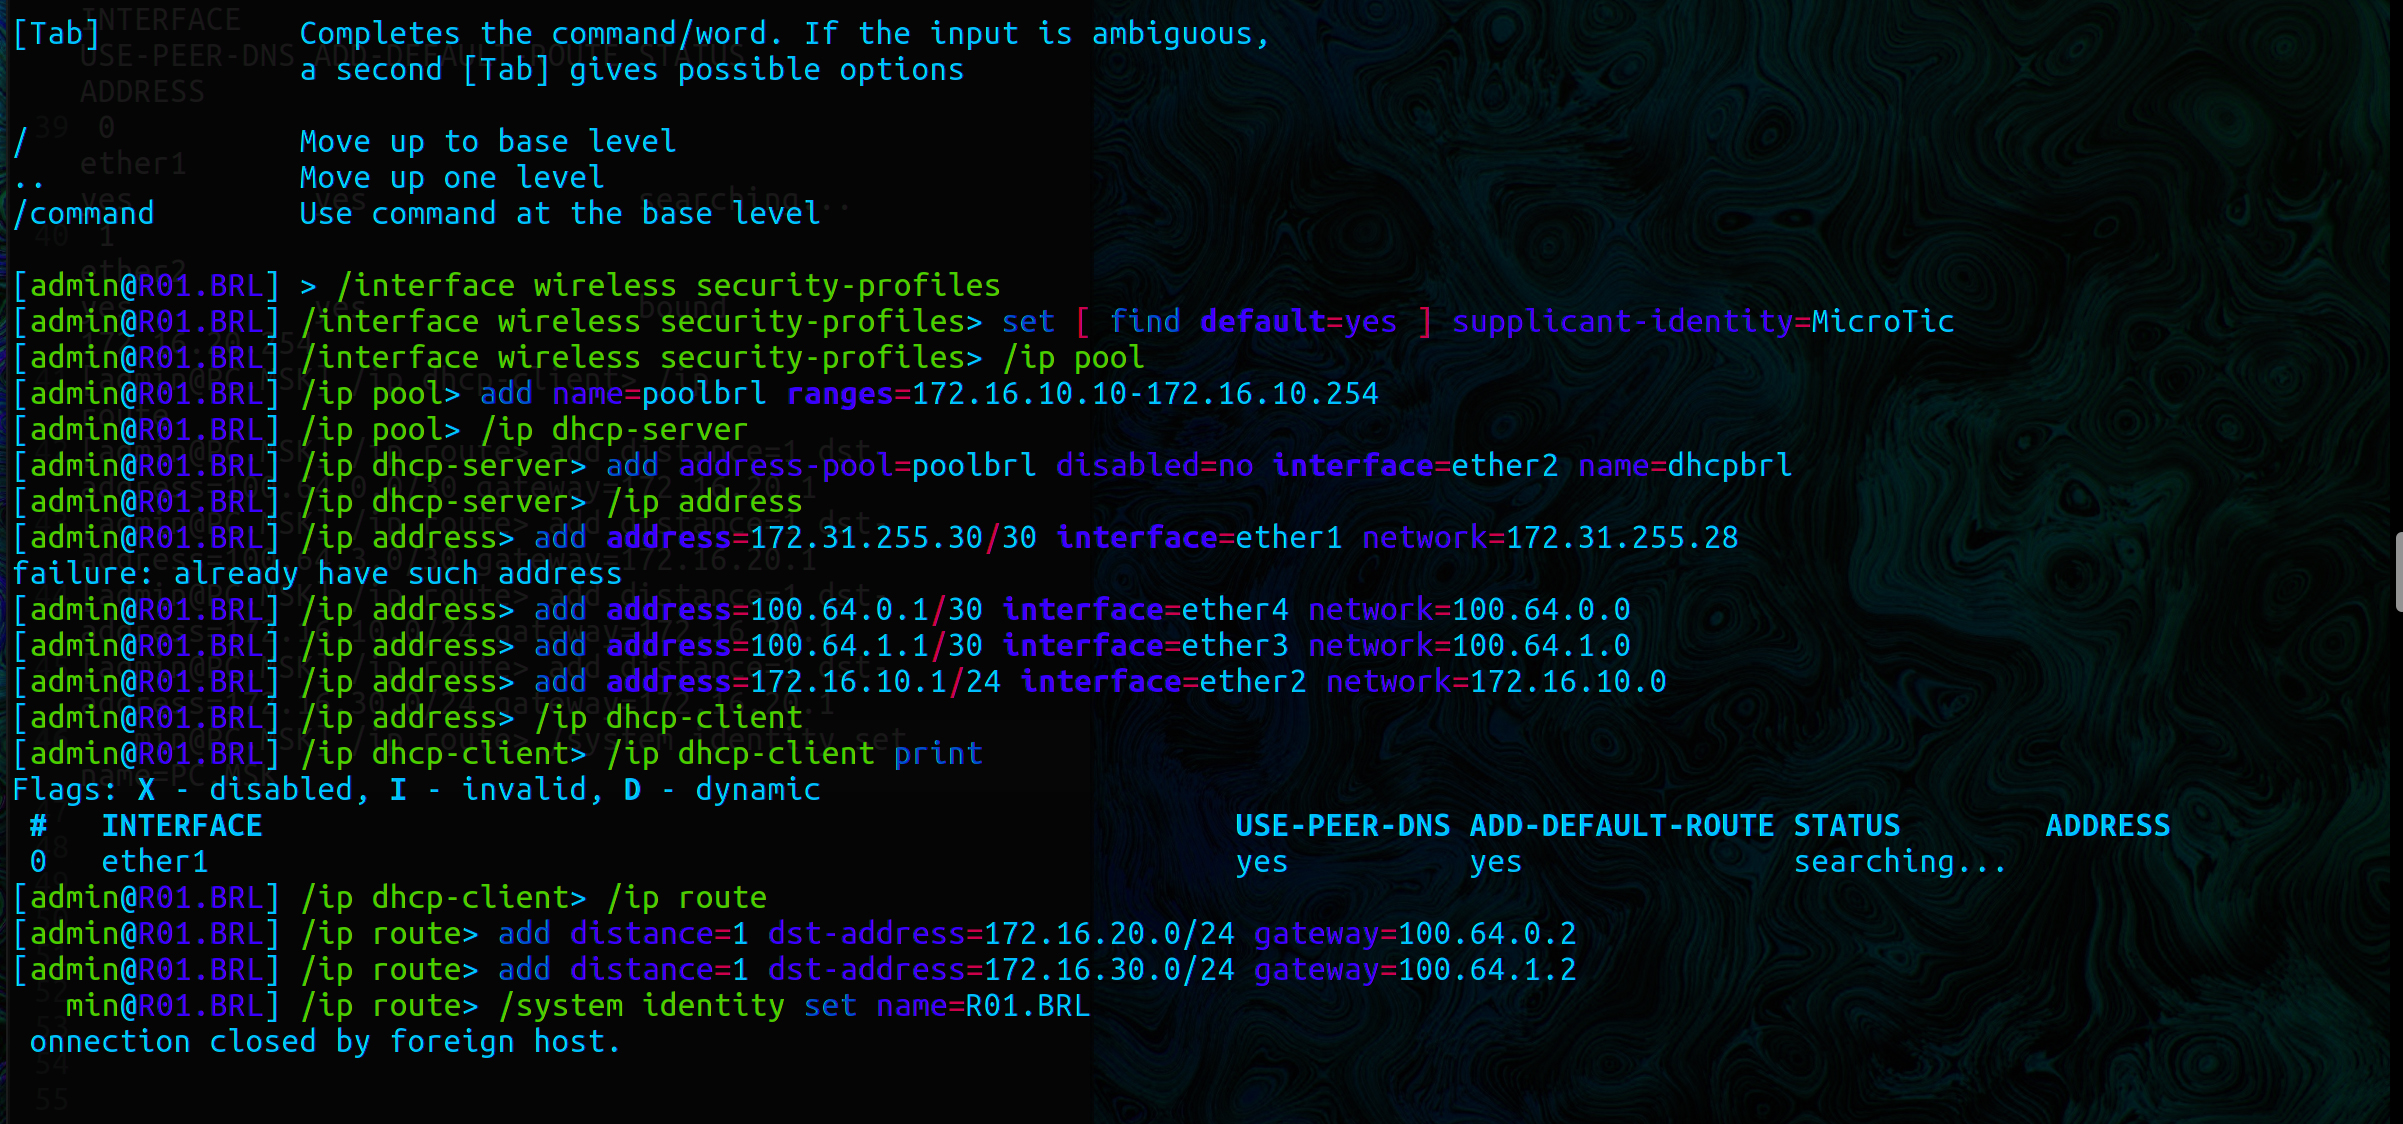 [Tab]           Completes the command/word. If the input is ambiguous,
                a second [Tab] gives possible options
/               Move up to base level
..              Move up one level
/command        Use command at the base level
[admin@R01.BRL] > /interface wireless security-profiles
[admin@R01.BRL] /interface wireless security-profiles> set [ find default=yes ] supplicant-identity=MicroTic
[admin@R01.BRL] /interface wireless security-profiles> /ip pool
[admin@R01.BRL] /ip pool> add name=poolbrl ranges=172.16.10.10-172.16.10.254
[admin@R01.BRL] /ip pool> /ip dhcp-server
[admin@R01.BRL] /ip dhcp-server> add address-pool=poolbrl disabled=no interface=ether2 name=dhcpbrl
[admin@R01.BRL] /ip dhcp-server> /ip address
[admin@R01.BRL] /ip address> add address=172.31.255.30/30 interface=ether1 network=172.31.255.28
failure: already have such address
[admin@R01.BRL] /ip address> add address=100.64.0.1/30 interface=ether4 network=100.64.0.0
[admin@R01.BRL] /ip address> add address=100.64.1.1/30 interface=ether3 network=100.64.1.0
[admin@R01.BRL] /ip address> add address=172.16.10.1/24 interface=ether2 network=172.16.10.0
[admin@R01.BRL] /ip address> /ip dhcp-client
[admin@R01.BRL] /ip dhcp-client> /ip dhcp-client print
Flags: X - disabled, I - invalid, D - dynamic
 #   INTERFACE                                                      USE-PEER-DNS ADD-DEFAULT-ROUTE STATUS        ADDRESS
 0   ether1                                                         yes          yes               searching...
[admin@R01.BRL] /ip dhcp-client> /ip route
[admin@R01.BRL] /ip route> add distance=1 dst-address=172.16.20.0/24 gateway=100.64.0.2
[admin@R01.BRL] /ip route> add distance=1 dst-address=172.16.30.0/24 gateway=100.64.1.2
   min@R01.BRL] /ip route> /system identity set name=R01.BRL
 onnection closed by foreign host.